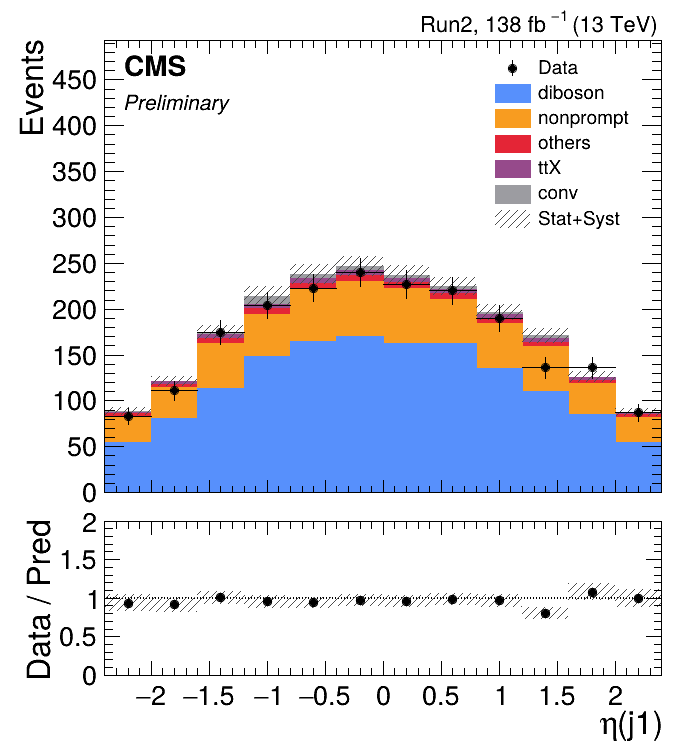 Run2, 138 fb⁻¹ (13 TeV)
CMS
Preliminary
Data
diboson
nonprompt
others
ttX
conv
Stat+Syst
Events
450
400
350
300
250
200
150
100
50
0
Data / Pred
2
1.5
1
0.5
0
−2 −1.5 −1 −0.5 0 0.5 1 1.5 2
η(j1)